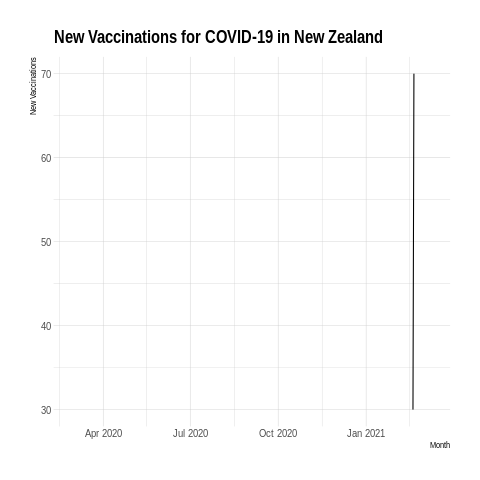 New Vaccinations for COVID-19 in New Zealand
New Vaccinations
70
60
50
40
30
Apr 2020 Jul 2020 Oct 2020 Jan 2021
Month